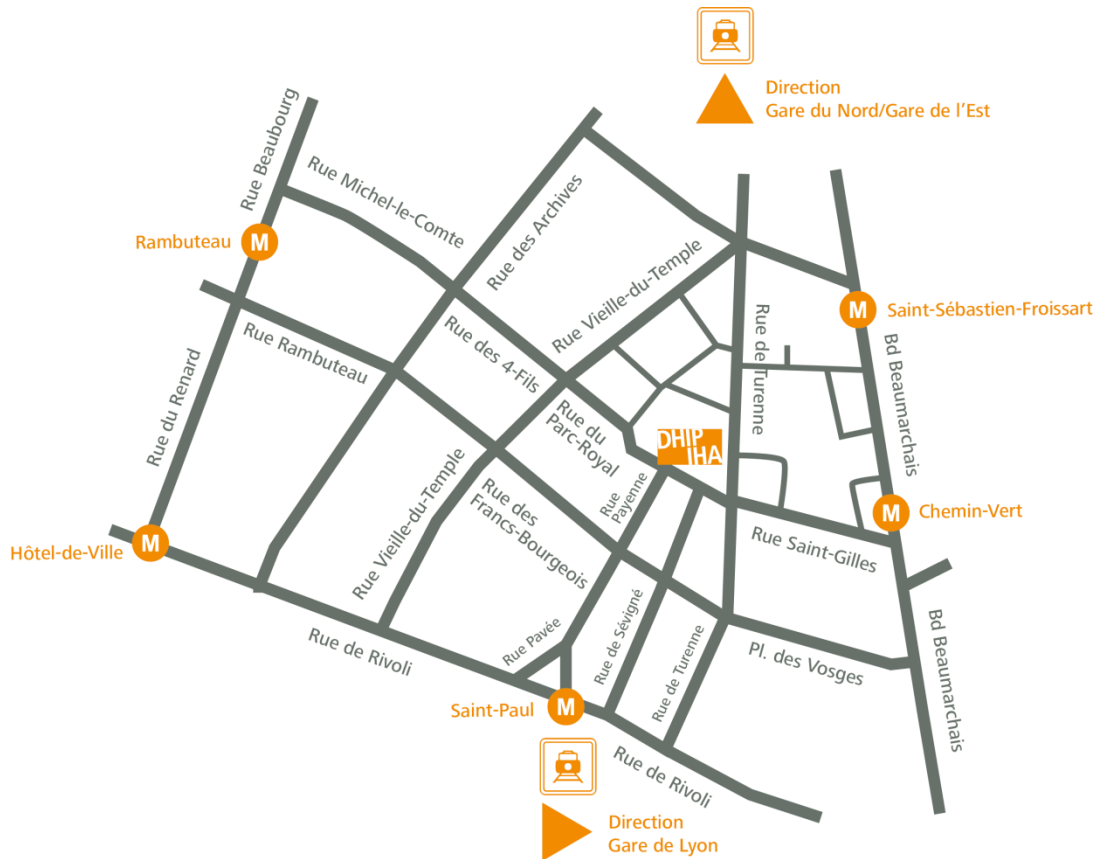 Direction
Gare du Nord/Gare de l'Est
Rue Beaubourg
Rue Michel-le-Comte
Rue des Archives
Rambuteau
M
Rue Vieille-du-Temple
Saint-Sébastien-Froissart
M
Rue Rambuteau
Rue des 4-Fils
Rue de Turenne
Rue du Renard
Rue du
Parc-Royal
DHIP
IHA
Bd Beaumarchais
Rue Vieille-du-Temple
Rue des
Francs-Bourgeois
Rue
Payenne
Chemin-Vert
M
Rue Saint-Gilles
Hôtel-de-Ville
M
Rue de Rivoli
Rue Pavée
Rue de Sévigné
Rue de Turenne
Pl. des Vosges
Bd Beaumarchais
Saint-Paul
M
Rue de Rivoli
Direction
Gare de Lyon